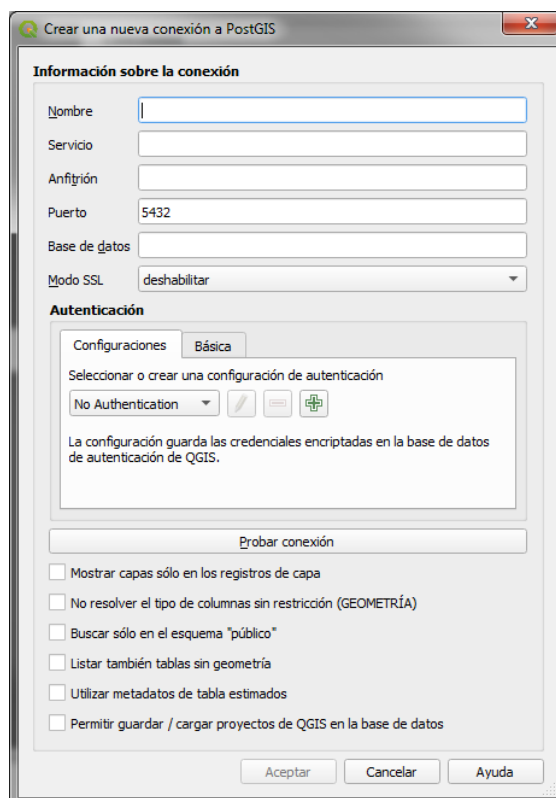 Crear una nueva conexión a PostGIS
Información sobre la conexión
Nombre
Servicio
Anfitrión
Puerto 5432
Base de datos
Modo SSL deshabilitar
Autenticación
Configuraciones Básica
Seleccionar o crear una configuración de autenticación
No Authentication
La configuración guarda las credenciales encriptadas en la base de datos
de autenticación de QGIS.
Probar conexión
Mostrar capas sólo en los registros de capa
No resolver el tipo de columnas sin restricción (GEOMETRÍA)
Buscar sólo en el esquema "público"
Listar también tablas sin geometría
Utilizar metadatos de tabla estimados
Permitir guardar / cargar proyectos de QGIS en la base de datos
Aceptar Cancelar Ayuda